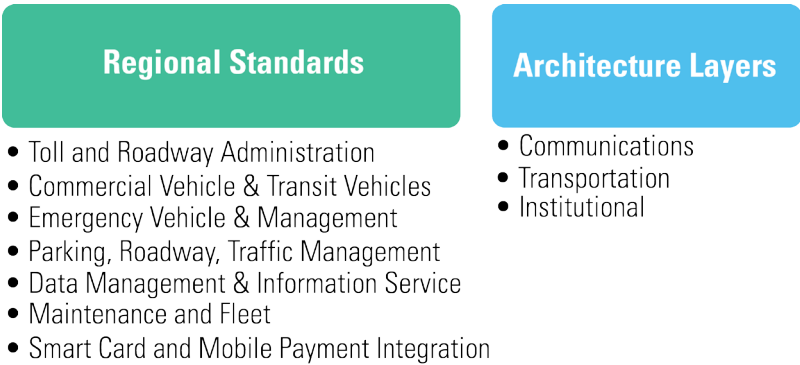 Regional Standards
• Toll and Roadway Administration
• Commercial Vehicle & Transit Vehicles
• Emergency Vehicle & Management
• Parking, Roadway, Traffic Management
• Data Management & Information Service
• Maintenance and Fleet
• Smart Card and Mobile Payment Integration
Architecture Layers
• Communications
• Transportation
• Institutional